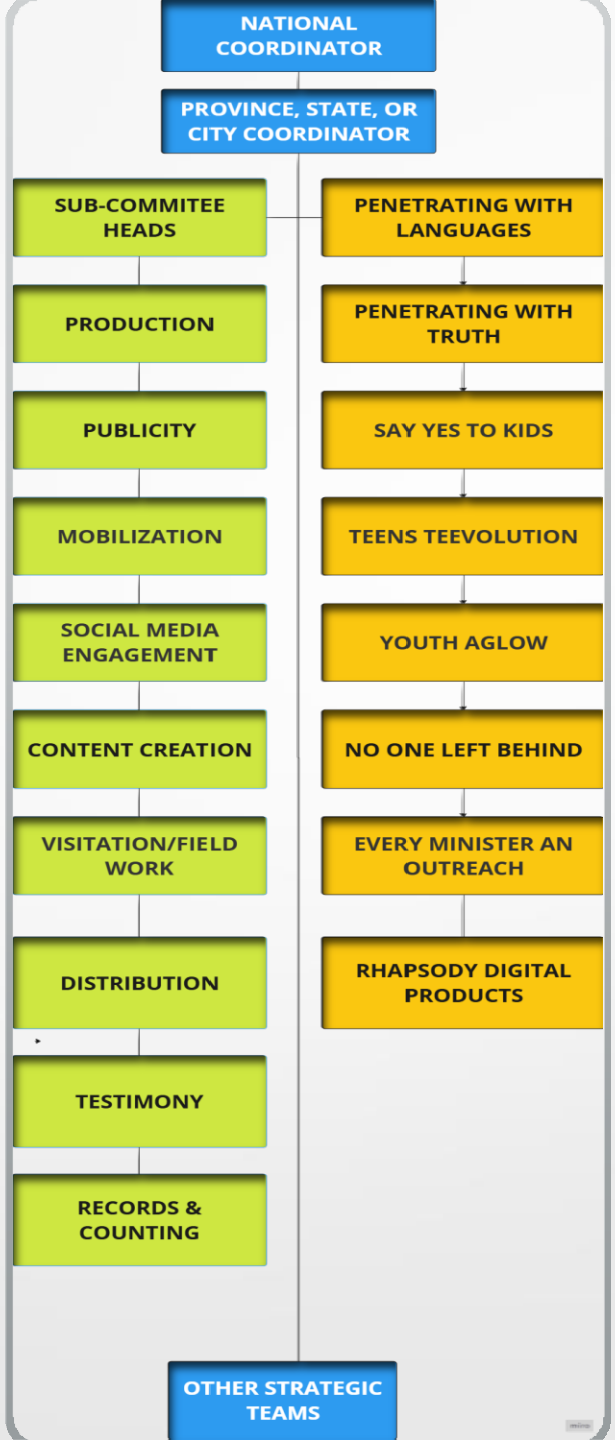 NATIONAL
COORDINATOR
PROVINCE, STATE, OR
CITY COORDINATOR
SUB-COMMITEE
HEADS
PRODUCTION
PUBLICITY
MOBILIZATION
SOCIAL MEDIA
ENGAGEMENT
CONTENT CREATION
VISITATION/FIELD
WORK
DISTRIBUTION
TESTIMONY
RECORDS &
COUNTING
PENETRATING WITH
LANGUAGES
PENETRATING WITH
TRUTH
SAY YES TO KIDS
TEENS TEEVOLUTION
YOUTH AGLOW
NO ONE LEFT BEHIND
EVERY MINISTER AN
OUTREACH
RHAPSODY DIGITAL
PRODUCTS
OTHER STRATEGIC
TEAMS